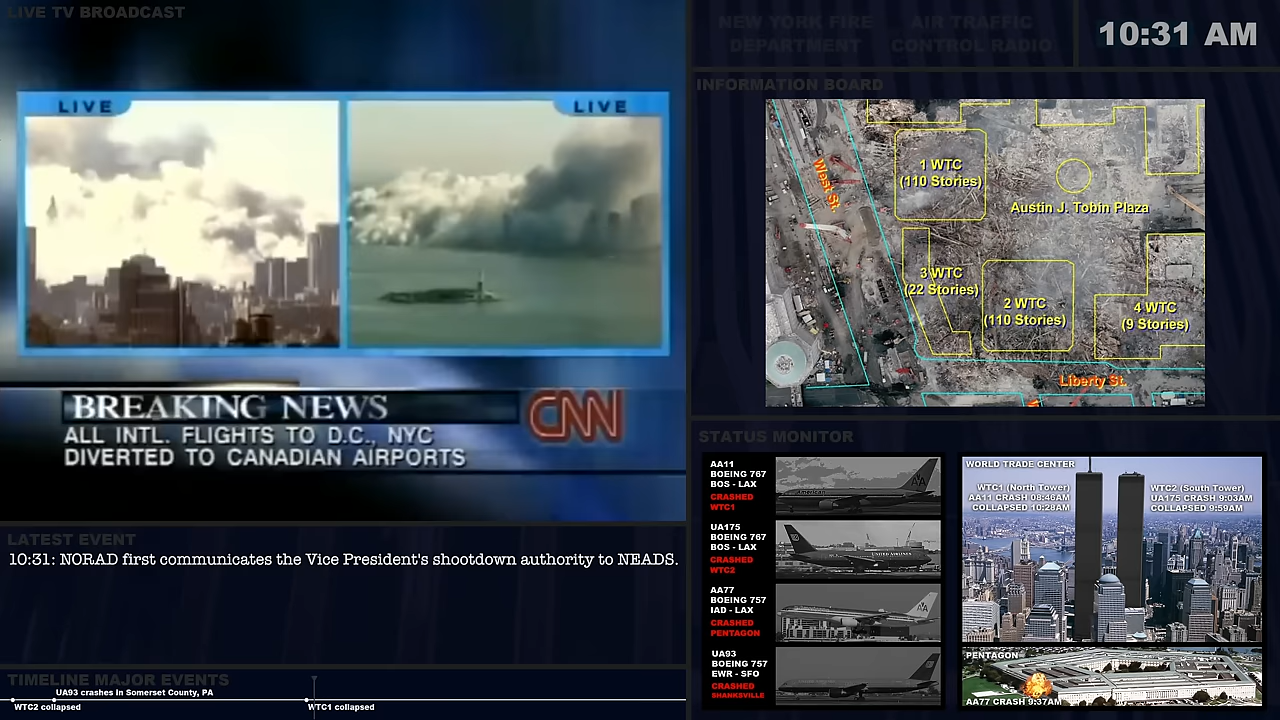 LIVE TV BROADCAST
LIVE
LIVE
BREAKING NEWS
CNN
ALL INTL. FLIGHTS TO D.C., NYC
DIVERTED TO CANADIAN AIRPORTS
NEW YORK FIRE
DEPARTMENT
AIR TRAFFIC
CONTROL RADIO
10:31 AM
INFORMATION BOARD
West St.
1 WTC
(110 Stories)
Austin J. Tobin Plaza
3 WTC
(22 Stories)
2 WTC
(110 Stories)
4 WTC
(9 Stories)
Liberty St.
TEST EVENT
10:31: NORAD first communicates the Vice President's shootdown authority to NEADS.
EVENTS
UA93 crashes in Somerset County, PA
WTC1 collapsed
STATUS MONITOR
AA11
BOEING 767
BOS - LAX
CRASHED
WTC1
UA175
BOEING 767
BOS - LAX
CRASHED
WTC2
AA77
BOEING 757
IAD - LAX
CRASHED
PENTAGON
UA93
BOEING 757
EWR - SFO
CRASHED
SHANKSVILLE
WORLD TRADE CENTER
WTC1 (North Tower)
AA11 CRASH 08:46AM
COLLAPSED 10:28AM
WTC2 (South Tower)
UA175 CRASH 9:03AM
COLLAPSED 9:59AM
PENTAGON
AA77 CRASH 9:37AM